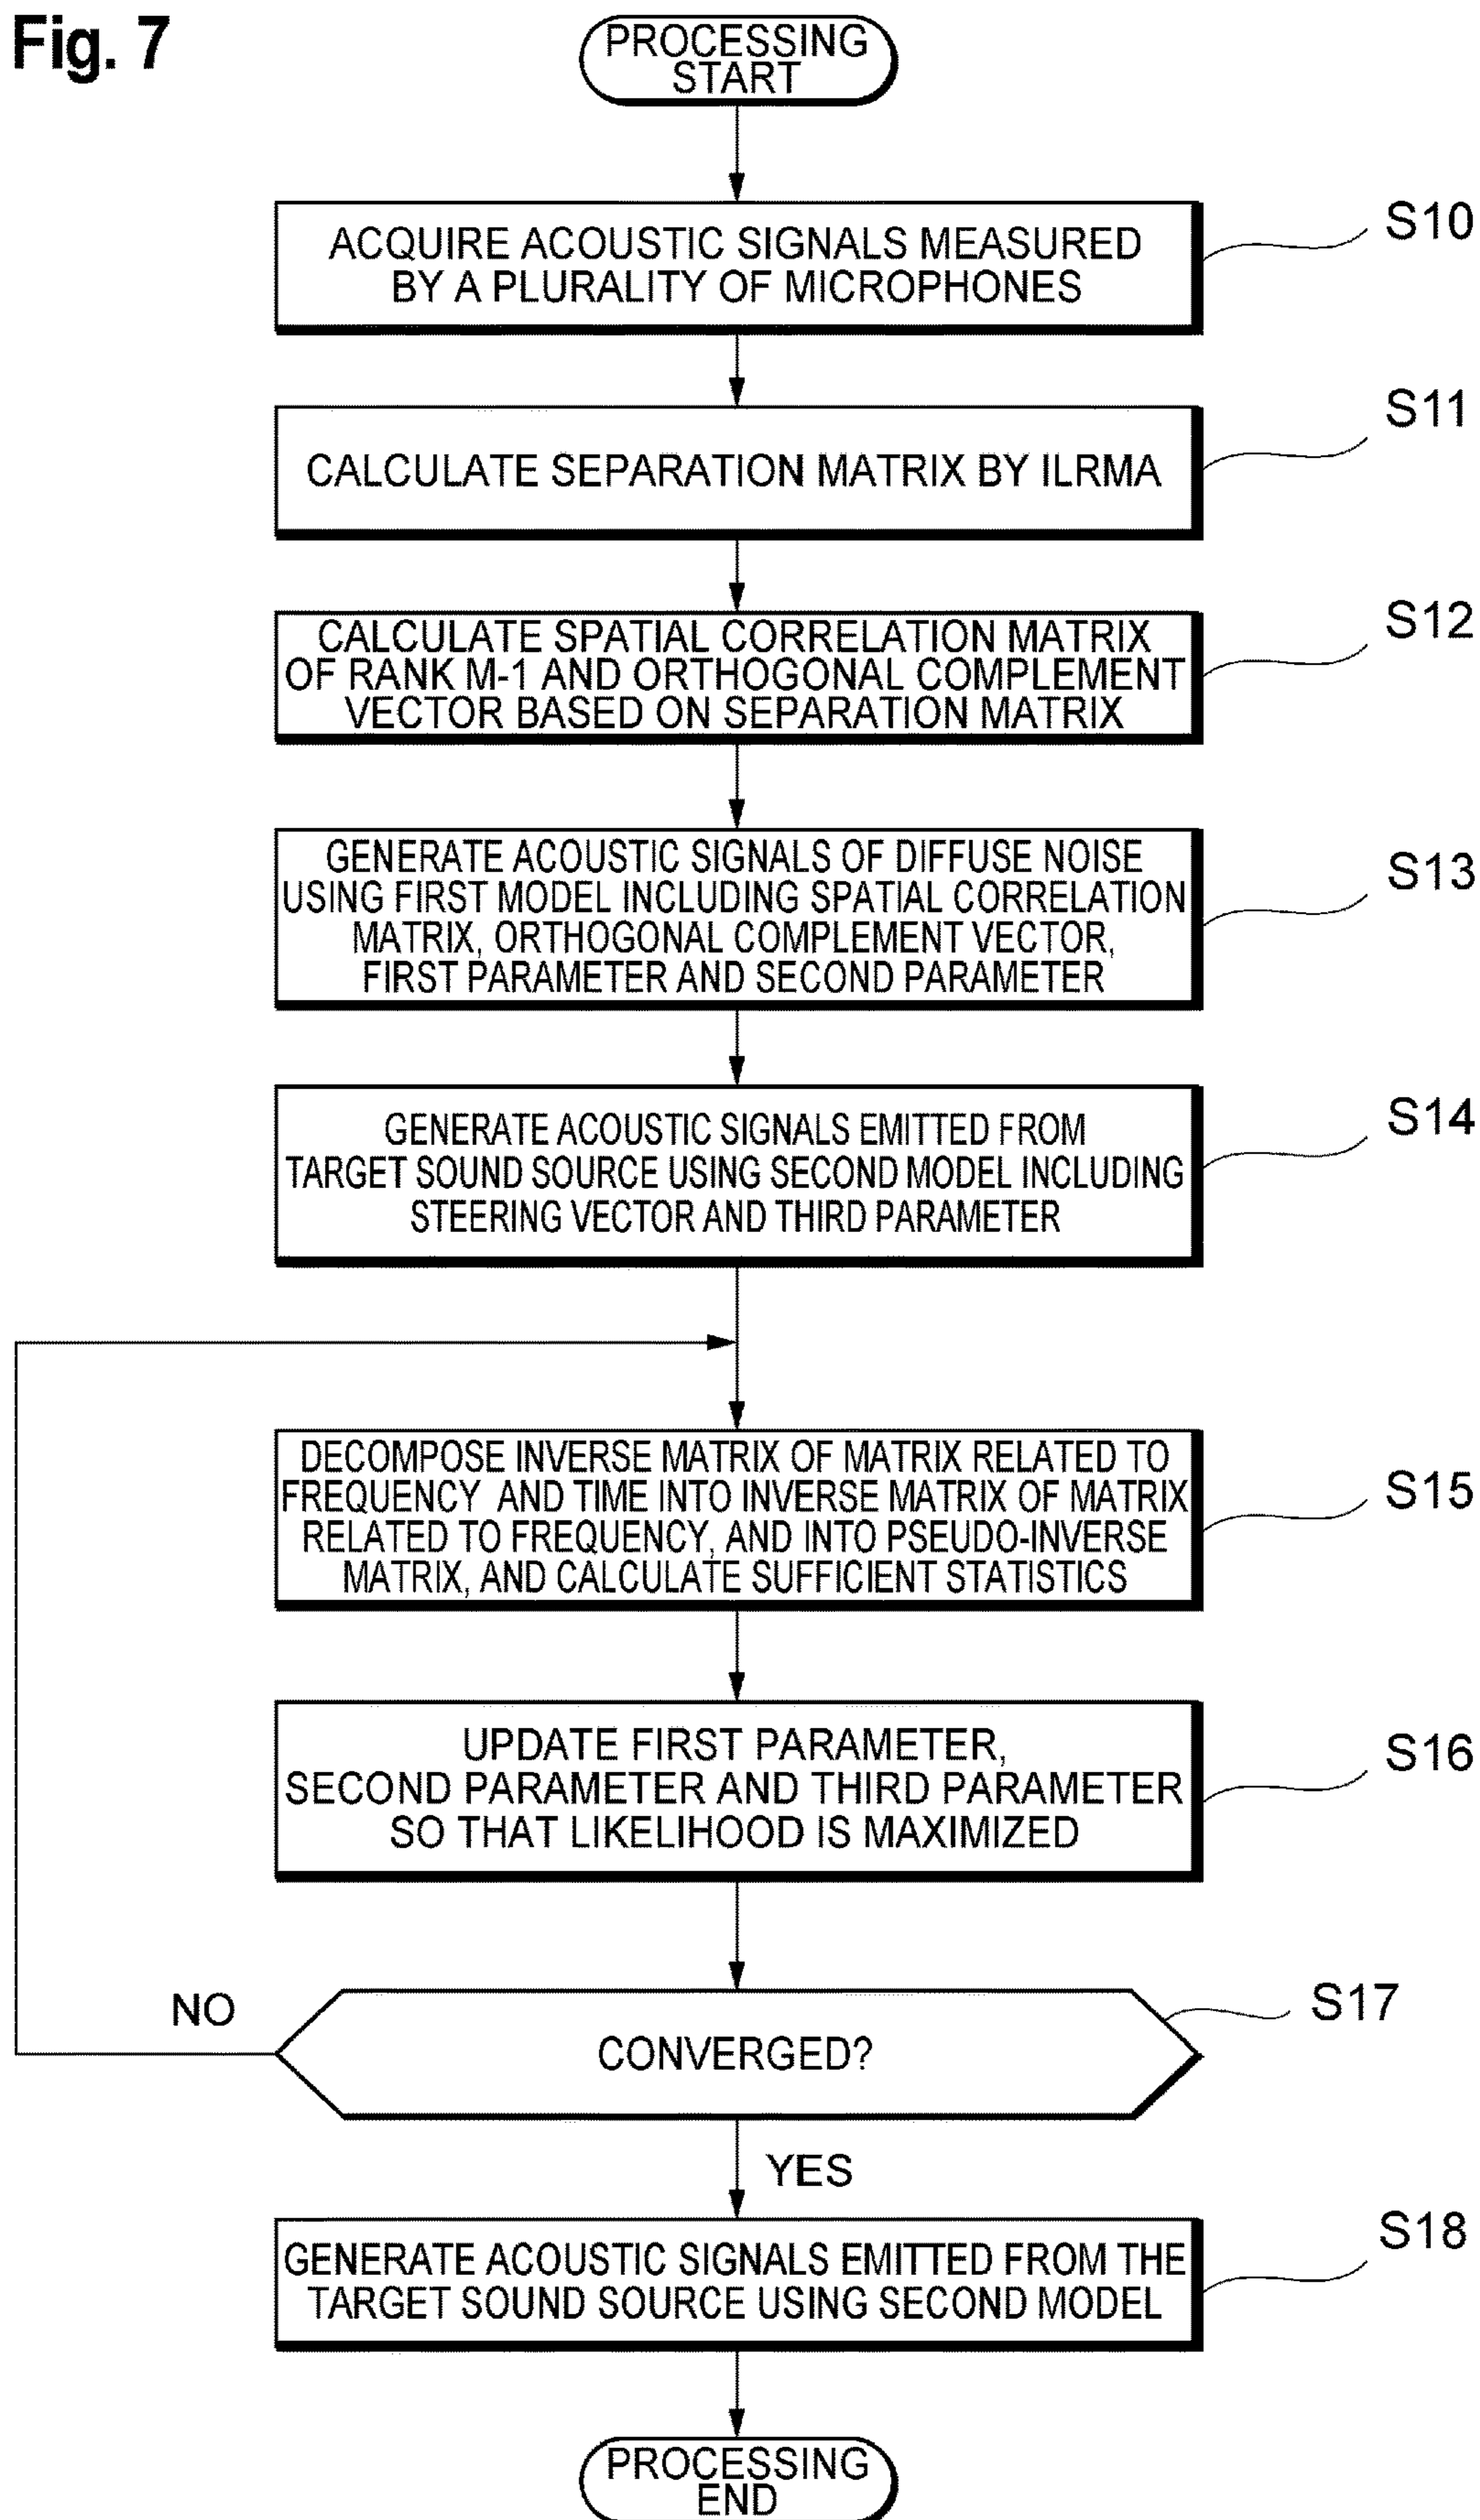 Fig. 7
PROCESSING
START
ACQUIRE ACOUSTIC SIGNALS MEASURED
BY A PLURALITY OF MICROPHONES
S10
CALCULATE SEPARATION MATRIX BY ILRMA
S11
CALCULATE SPATIAL CORRELATION MATRIX
OF RANK M-1 AND ORTHOGONAL COMPLEMENT
VECTOR BASED ON SEPARATION MATRIX
S12
GENERATE ACOUSTIC SIGNALS OF DIFFUSE NOISE
USING FIRST MODEL INCLUDING SPATIAL CORRELATION
MATRIX, ORTHOGONAL COMPLEMENT VECTOR,
FIRST PARAMETER AND SECOND PARAMETER
S13
GENERATE ACOUSTIC SIGNALS EMITTED FROM
TARGET SOUND SOURCE USING SECOND MODEL INCLUDING
STEERING VECTOR AND THIRD PARAMETER
S14
DECOMPOSE INVERSE MATRIX OF MATRIX RELATED TO
FREQUENCY AND TIME INTO INVERSE MATRIX OF MATRIX
RELATED TO FREQUENCY, AND INTO PSEUDO-INVERSE
MATRIX, AND CALCULATE SUFFICIENT STATISTICS
S15
UPDATE FIRST PARAMETER,
SECOND PARAMETER AND THIRD PARAMETER
SO THAT LIKELIHOOD IS MAXIMIZED
S16
NO
CONVERGED?
S17
YES
GENERATE ACOUSTIC SIGNALS EMITTED FROM THE
TARGET SOUND SOURCE USING SECOND MODEL
S18
PROCESSING
END